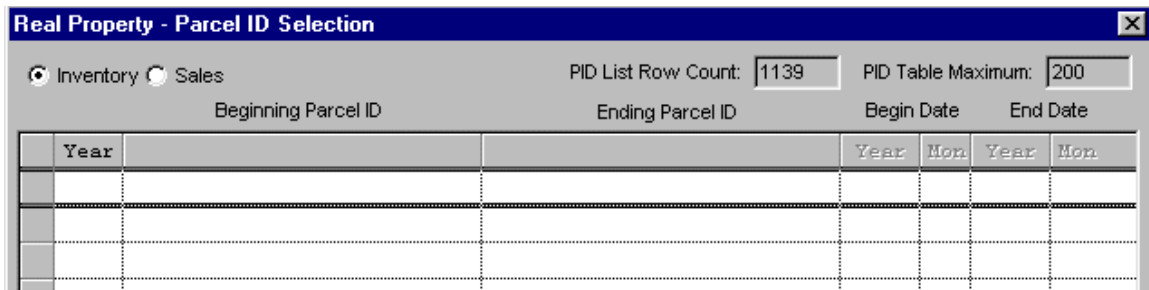 Real Property - Parcel ID Selection
Inventory Sales PID List Row Count: 1139 PID Table Maximum: 200
Beginning Parcel ID Ending Parcel ID Begin Date End Date
Year Year Mon Year Mon